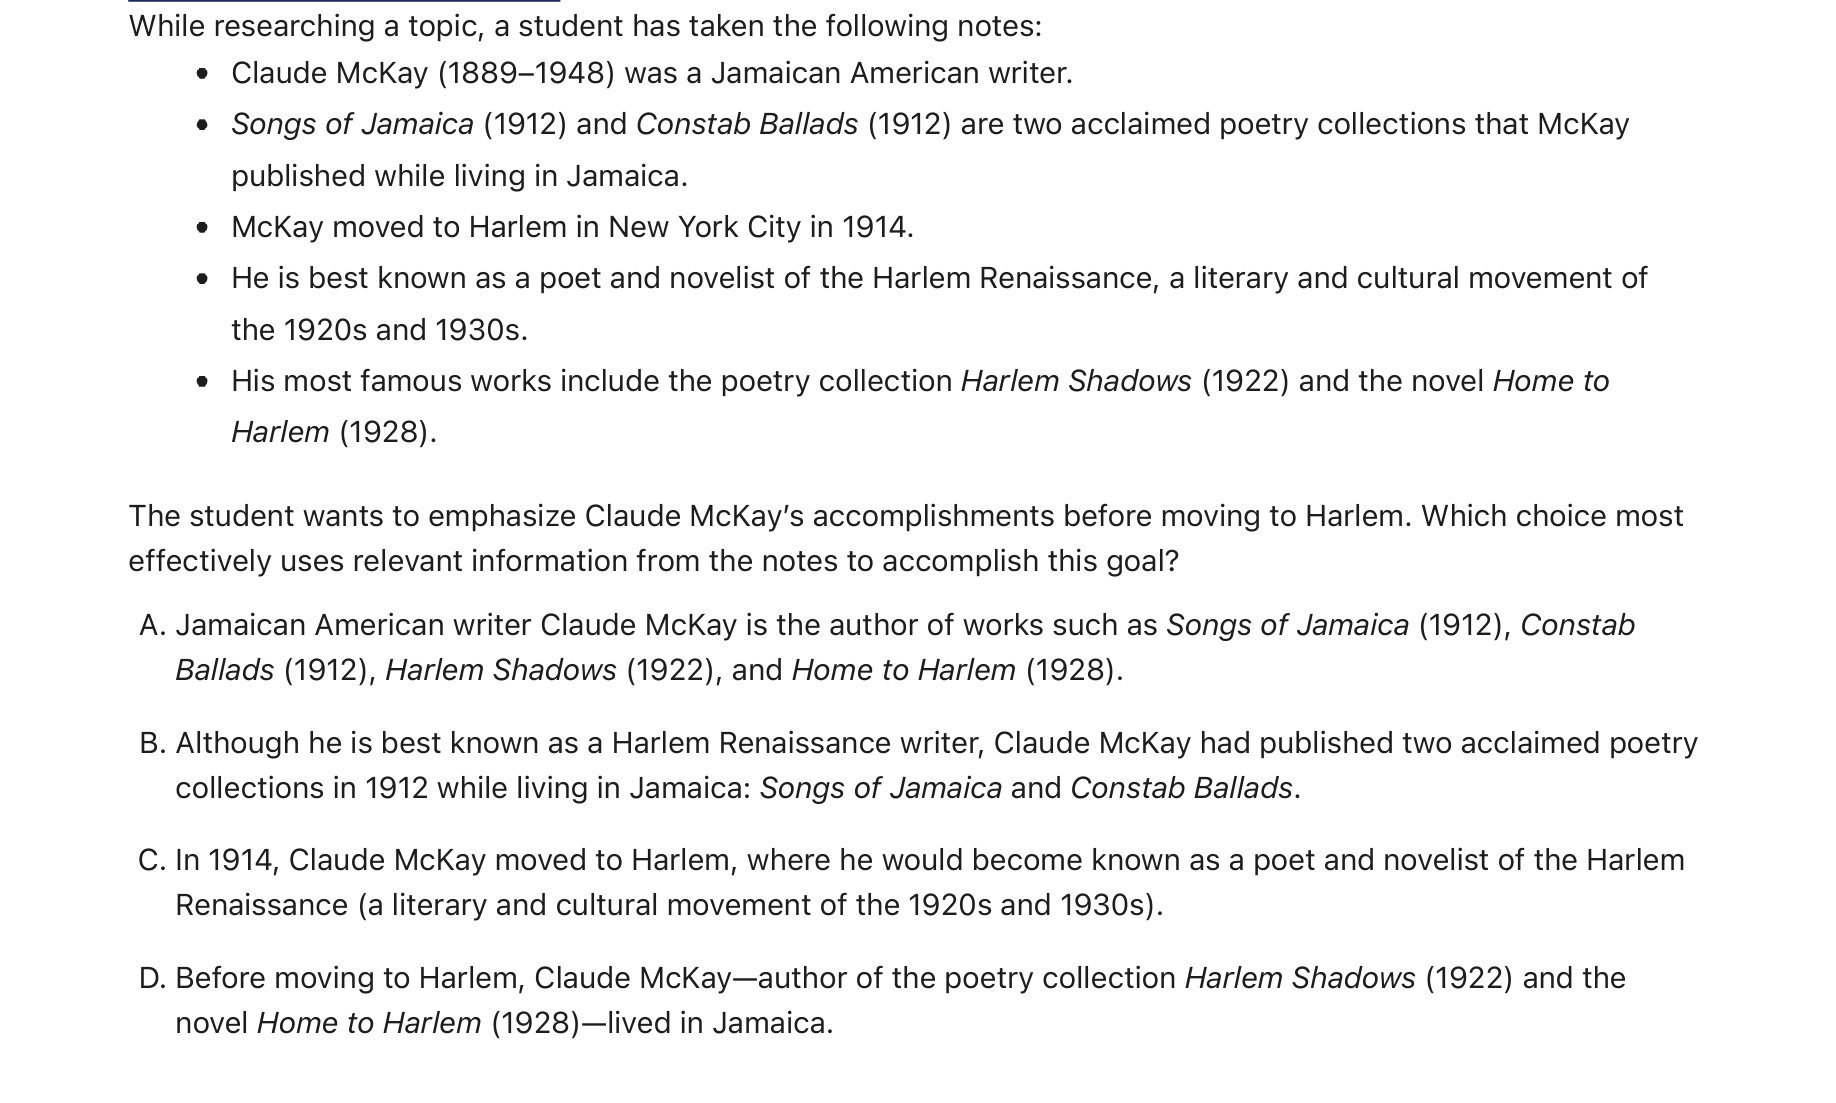 While researching a topic, a student has taken the following notes:
• Claude McKay (1889–1948) was a Jamaican American writer.
• Songs of Jamaica (1912) and Constab Ballads (1912) are two acclaimed poetry collections that McKay
published while living in Jamaica.
• McKay moved to Harlem in New York City in 1914.
• He is best known as a poet and novelist of the Harlem Renaissance, a literary and cultural movement of
the 1920s and 1930s.
• His most famous works include the poetry collection Harlem Shadows (1922) and the novel Home to
Harlem (1928).
The student wants to emphasize Claude McKay’s accomplishments before moving to Harlem. Which choice most
effectively uses relevant information from the notes to accomplish this goal?
A. Jamaican American writer Claude McKay is the author of works such as Songs of Jamaica (1912), Constab
Ballads (1912), Harlem Shadows (1922), and Home to Harlem (1928).
B. Although he is best known as a Harlem Renaissance writer, Claude McKay had published two acclaimed poetry
collections in 1912 while living in Jamaica: Songs of Jamaica and Constab Ballads.
C. In 1914, Claude McKay moved to Harlem, where he would become known as a poet and novelist of the Harlem
Renaissance (a literary and cultural movement of the 1920s and 1930s).
D. Before moving to Harlem, Claude McKay—author of the poetry collection Harlem Shadows (1922) and the
novel Home to Harlem (1928)—lived in Jamaica.